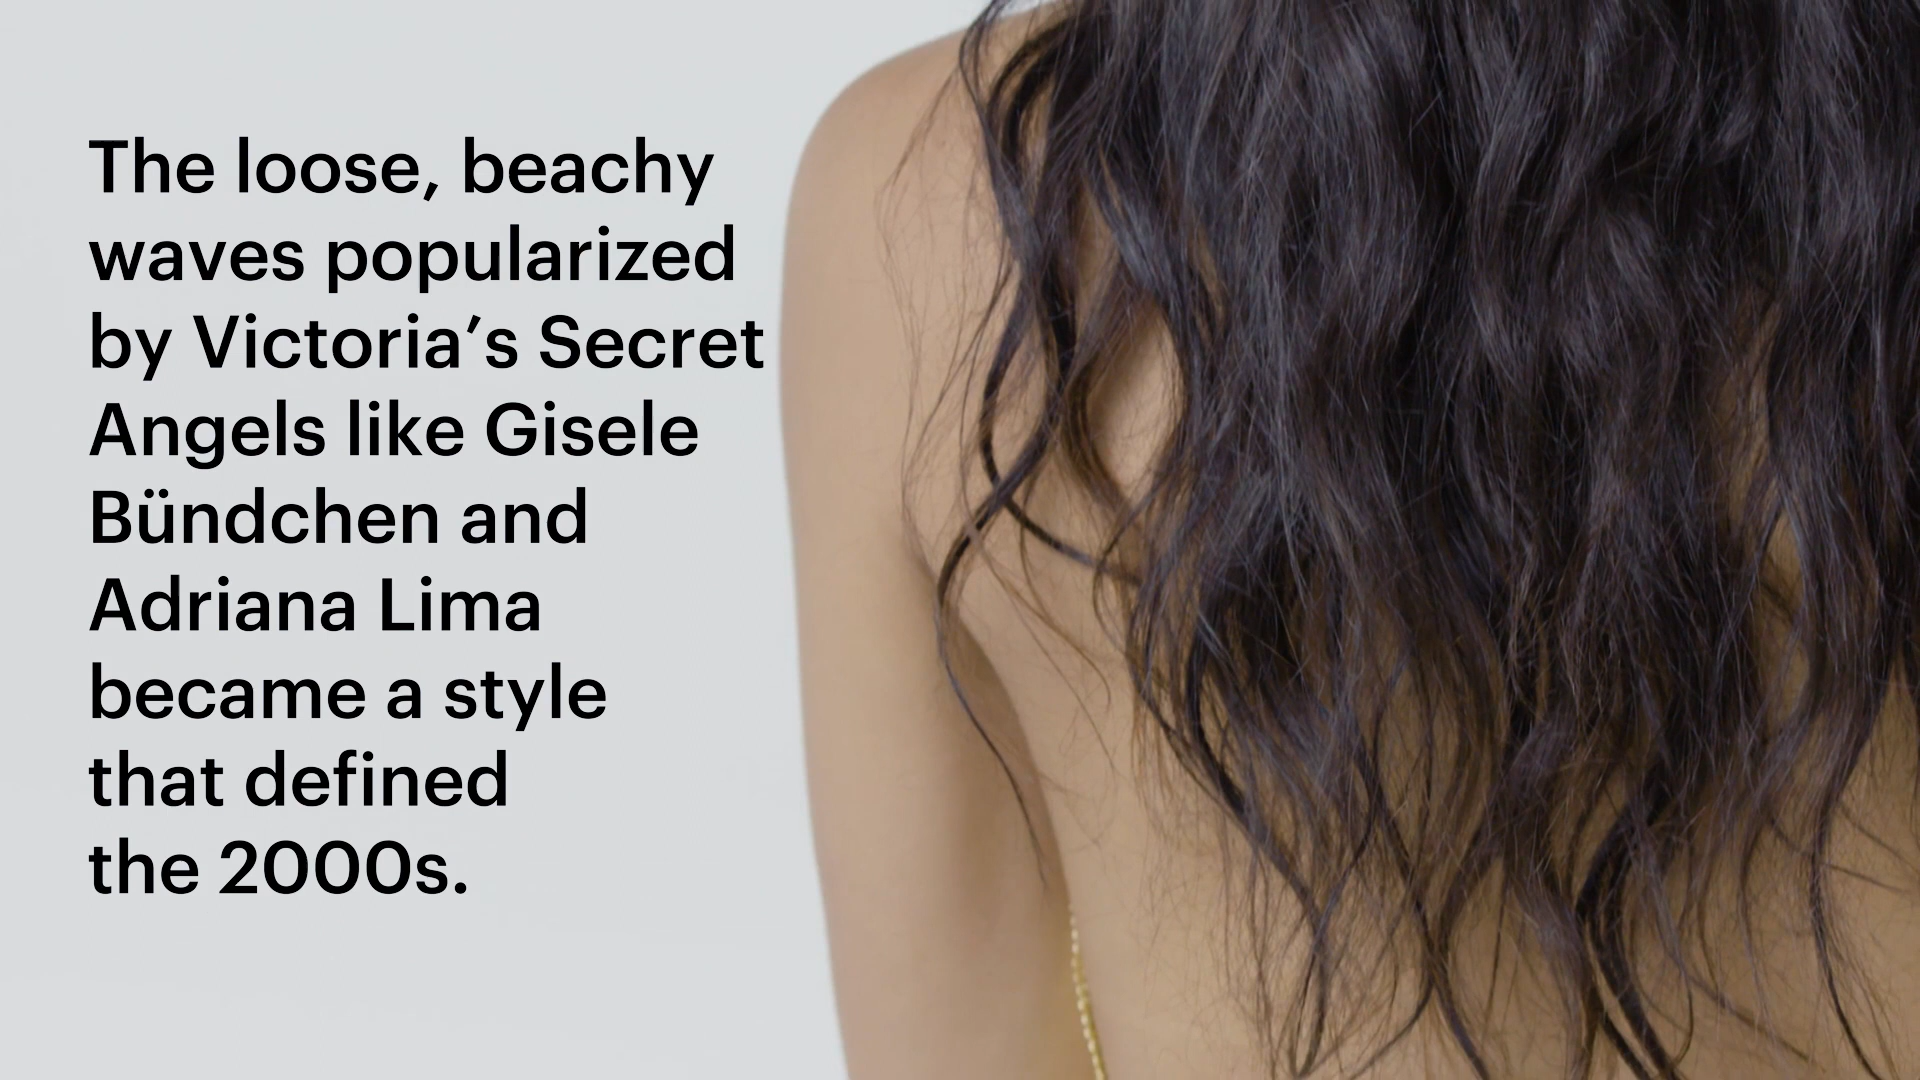 The loose, beachy
waves popularized
by Victoria’s Secret
Angels like Gisele
Bündchen and
Adriana Lima
became a style
that defined
the 2000s.